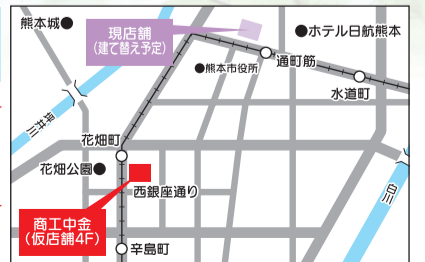 熊本城●
現店舗
(建て替え予定)
●ホテル日航熊本
●熊本市役所
通町筋
水道町
坪井川
花畑町
花畑公園●
西銀座通り
白川
商工中金
(仮店舗4F)
辛島町